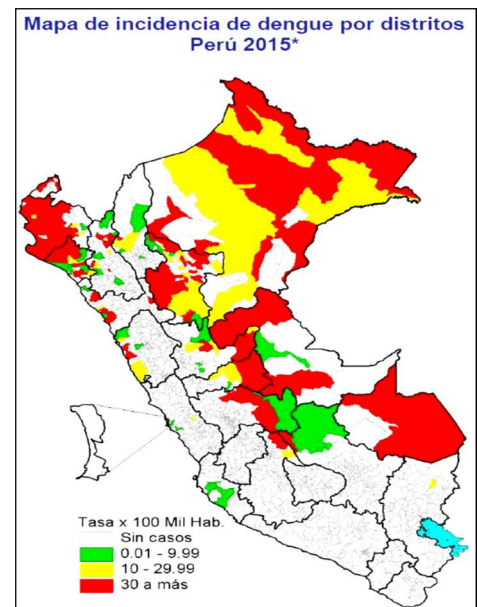 Mapa de incidencia de dengue por distritos
Perú 2015*
Tasa x 100 Mil Hab.
Sin casos
0.01 - 9.99
10 - 29.99
30 a más